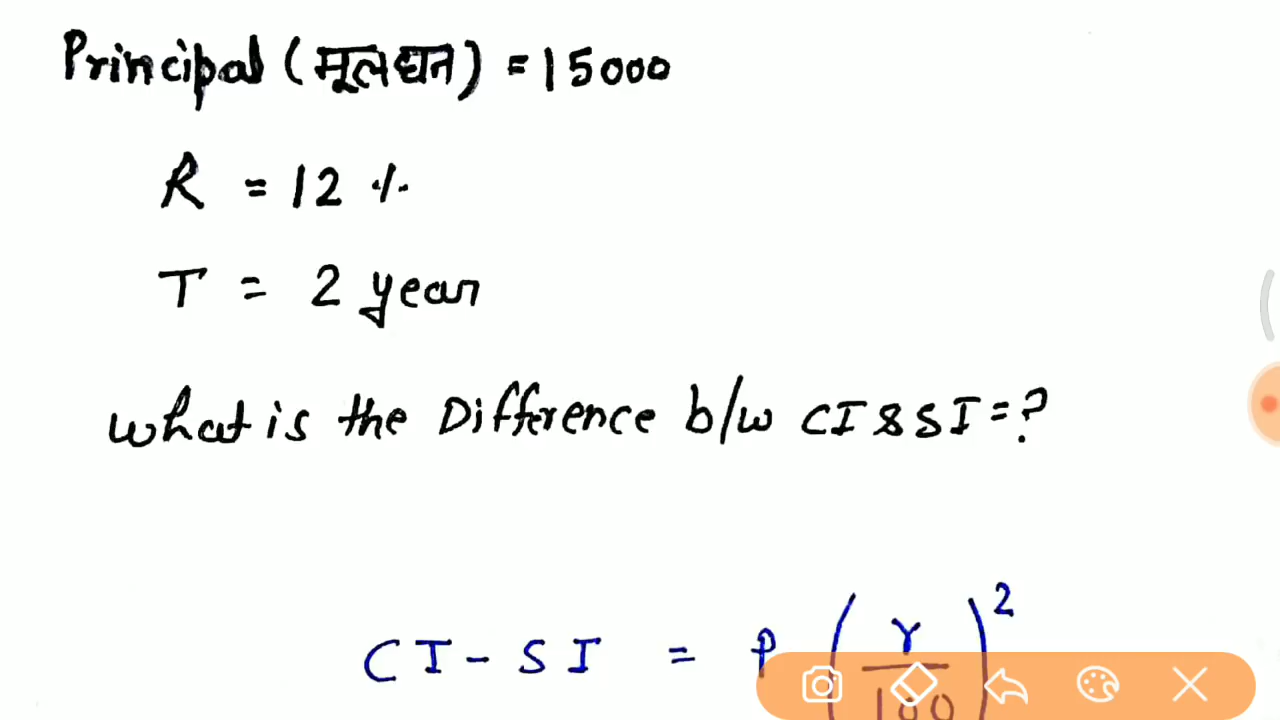 Principal (मूलधन) = 15000
R = 12 %
T = 2 year
What is the Difference b/w CI & SI = ?
CI - SI = P (r/100)²